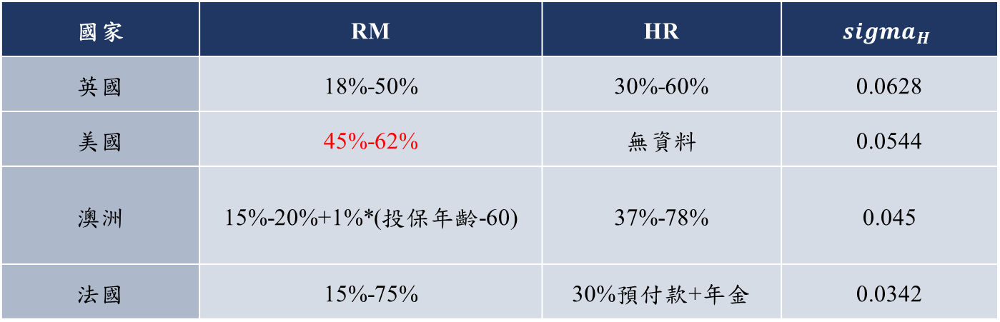 國家 RM HR sigma_H
英國 18%-50% 30%-60% 0.0628
美國 45%-62% 無資料 0.0544
澳洲 15%-20%+1%*(投保年齡-60) 37%-78% 0.045
法國 15%-75% 30%預付款+年金 0.0342